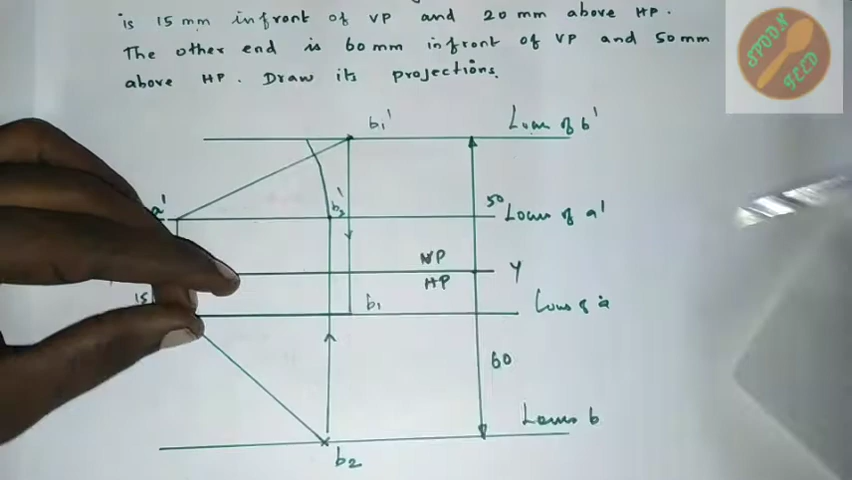 is 15 mm infront of VP and 20 mm above HP.
The other end is 60 mm infront of VP and 50 mm
above HP. Draw its projections.
SPOON
FEED
b₁'
Locus of b'
a'
b₂'
50
Locus of a'
VP
HP
Y
15
b₁
Locus of a
60
Locus b
b₂